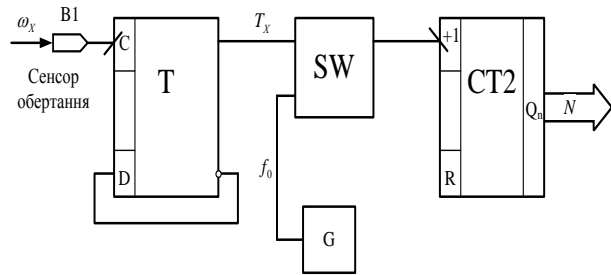 ω_X
B1
Сенсор
обертання
C
T
D
T_X
SW
f_0
G
+1
CT2
R
Q_n
N